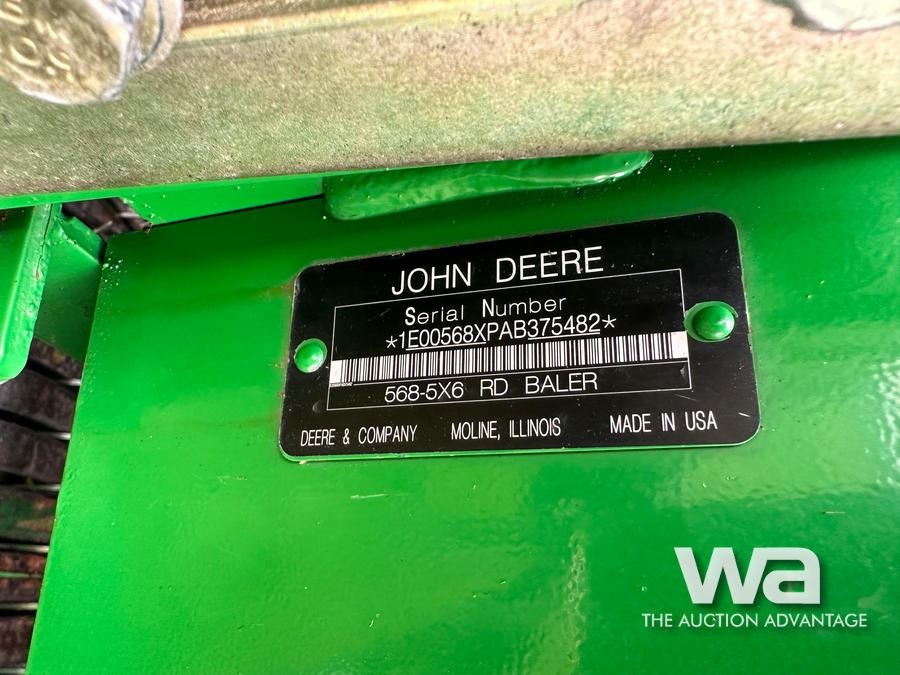 JOHN DEERE
Serial Number
*1E00568XPAB375482*
568-5X6 RD BALER
DEERE & COMPANY MOLINE, ILLINOIS MADE IN USA
wa
THE AUCTION ADVANTAGE